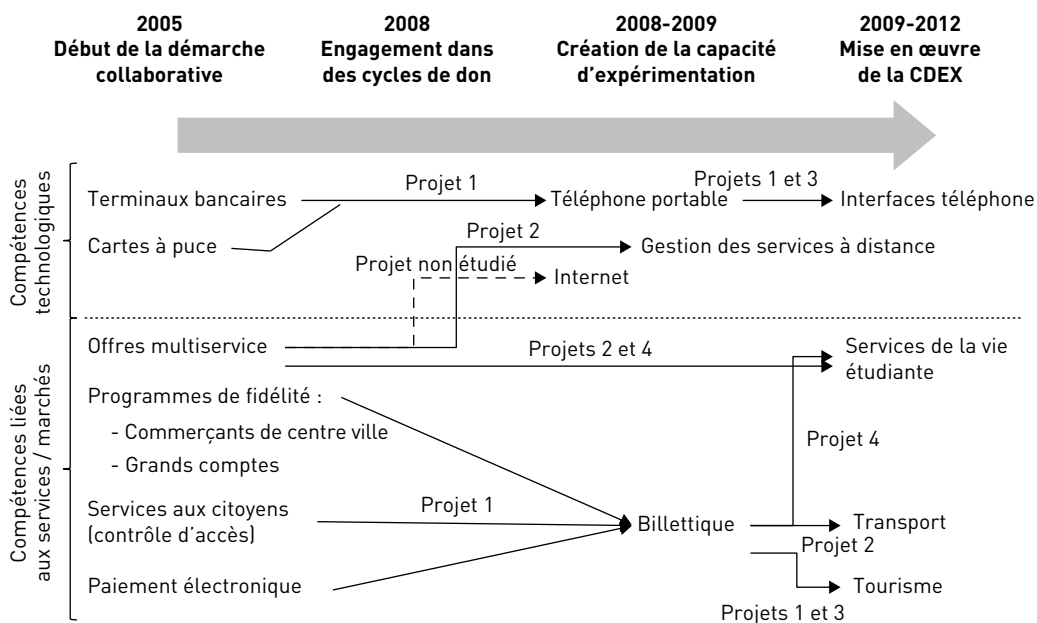 2005
Début de la démarche
collaborative
2008
Engagement dans
des cycles de don
2008-2009
Création de la capacité
d'expérimentation
2009-2012
Mise en œuvre
de la CDEX
Compétences
technologiques
Terminaux bancaires
Projet 1
Téléphone portable
Projets 1 et 3
Interfaces téléphone
Cartes à puce
Projet 2
Gestion des services à distance
Projet non étudié
Internet
Compétences liées
aux services / marchés
Offres multiservice
Projets 2 et 4
Services de la vie
étudiante
Programmes de fidélité :
- Commerçants de centre ville
- Grands comptes
Projet 4
Services aux citoyens
(contrôle d'accès)
Projet 1
Billettique
Transport
Projet 2
Paiement électronique
Tourisme
Projets 1 et 3